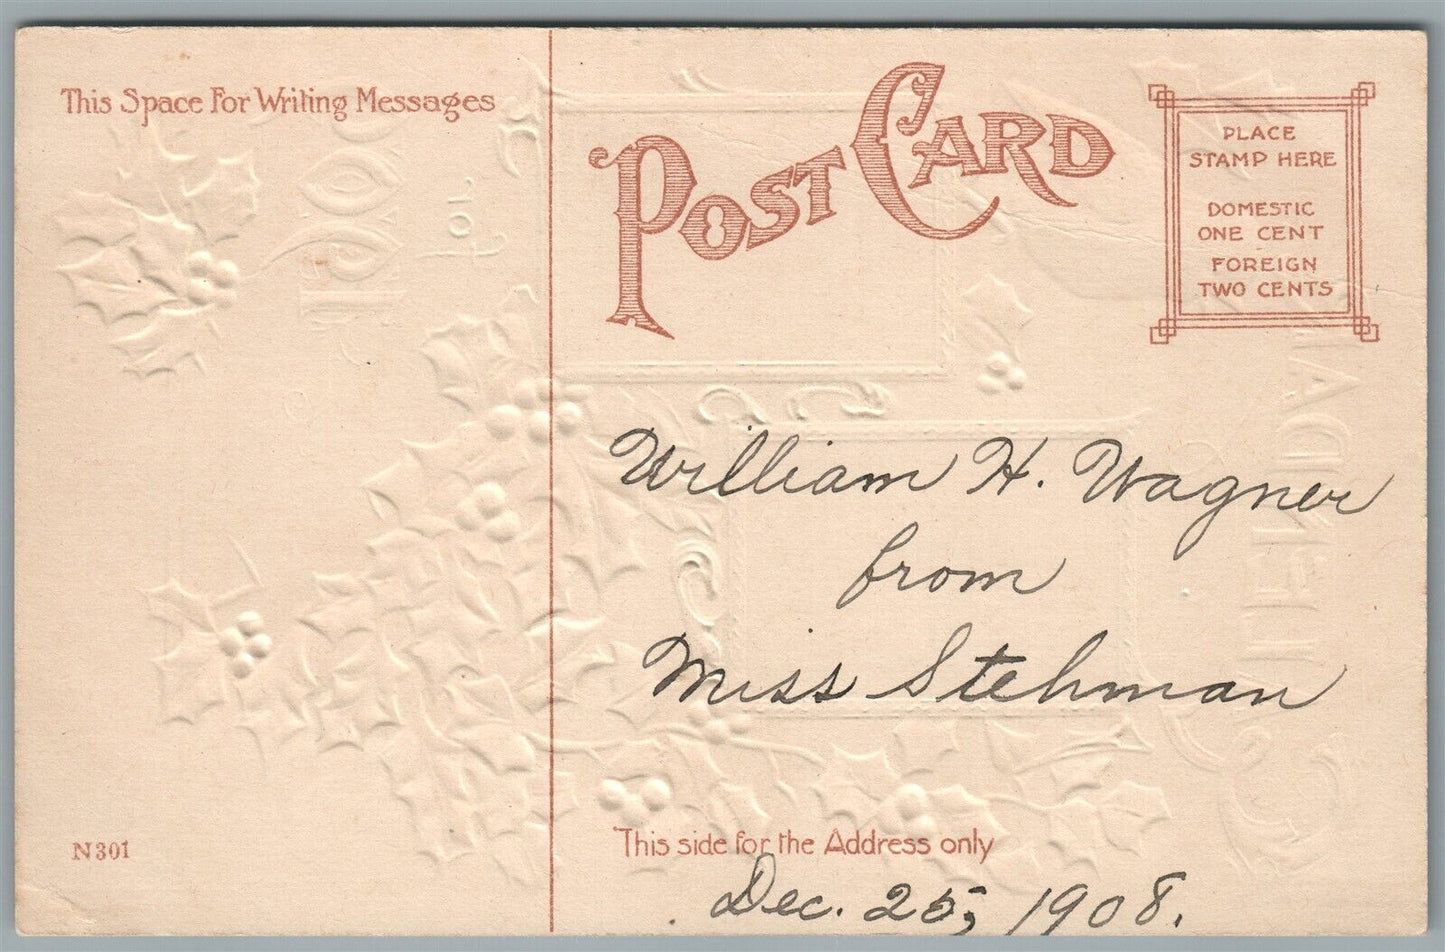 This Space For Writing Messages
POST CARD
PLACE
STAMP HERE
DOMESTIC
ONE CENT
FOREIGN
TWO CENTS
William H. Wagner
from
Miss Stehman
N301
This side for the Address only
Dec. 25, 1908.